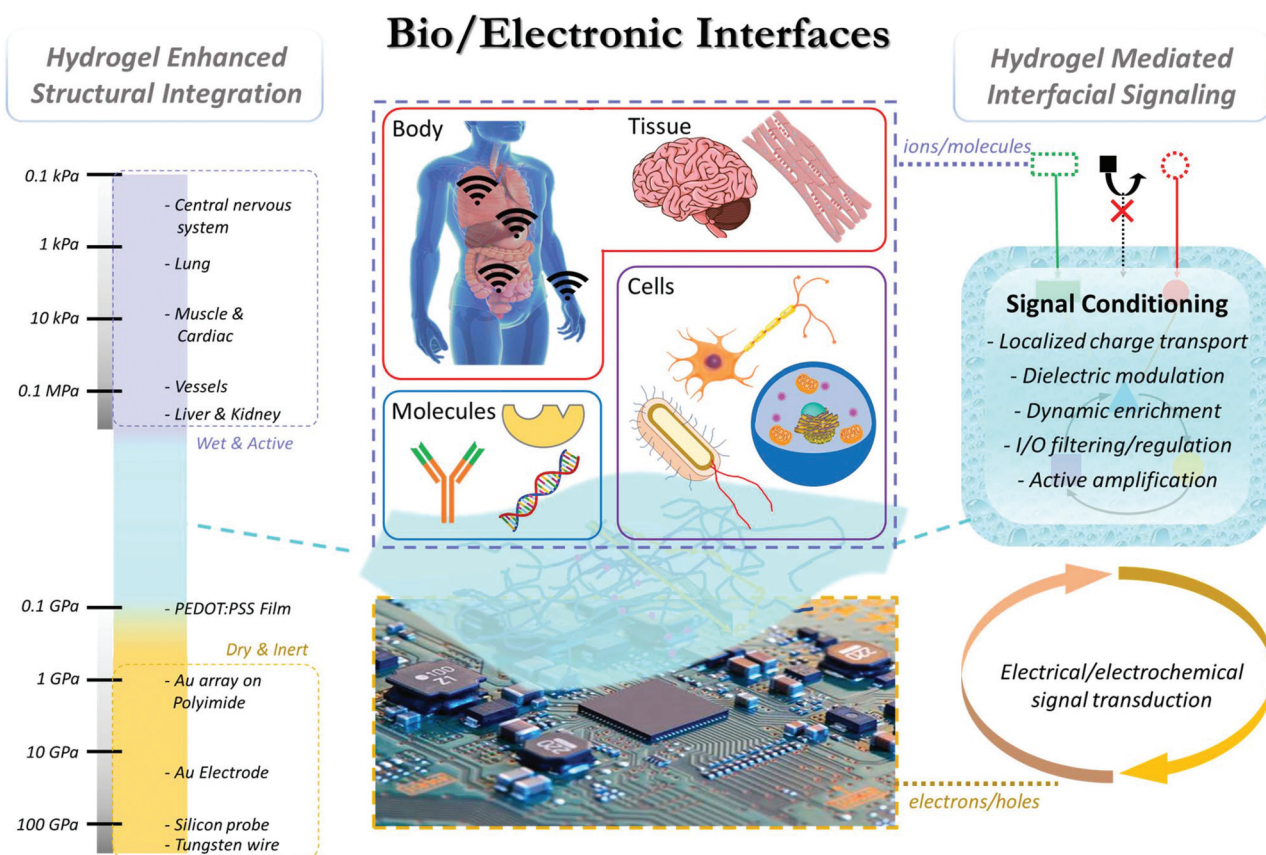 Bio/Electronic Interfaces
Hydrogel Enhanced
Structural Integration
0.1 kPa
1 kPa
10 kPa
0.1 MPa
0.1 GPa
1 GPa
10 GPa
100 GPa
- Central nervous
system
- Lung
- Muscle &
Cardiac
- Vessels
- Liver & Kidney
Wet & Active
- PEDOT:PSS Film
Dry & Inert
- Au array on
Polyimide
- Au Electrode
- Silicon probe
- Tungsten wire
Body
Tissue
Cells
Molecules
100
Z1
220
220
Hydrogel Mediated
Interfacial Signaling
ions/molecules
Signal Conditioning
- Localized charge transport
- Dielectric modulation
- Dynamic enrichment
- I/O filtering/regulation
- Active amplification
Electrical/electrochemical
signal transduction
electrons/holes